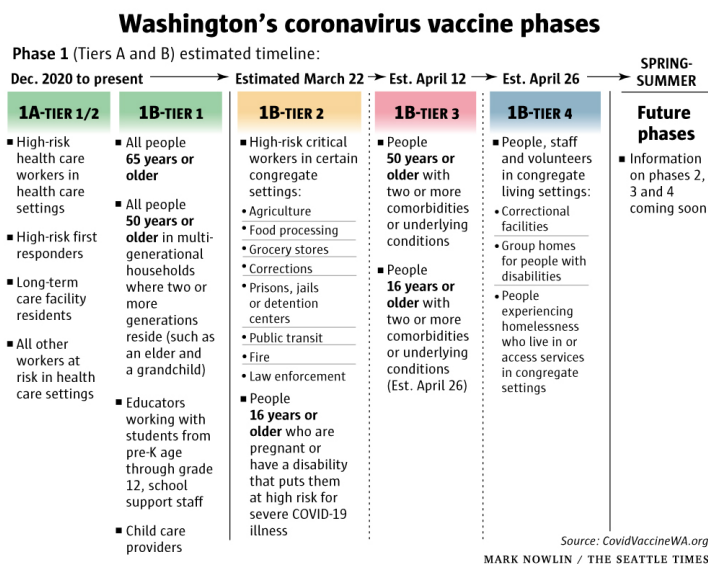 Washington's coronavirus vaccine phases
Phase 1 (Tiers A and B) estimated timeline:
Dec. 2020 to present
Estimated March 22
Est. April 12
Est. April 26
SPRING-
SUMMER
1A-TIER 1/2
■ High-risk
health care
workers in
health care
settings
■ High-risk first
responders
■ Long-term
care facility
residents
■ All other
workers at
risk in health
care settings
1B-TIER 1
■ All people
65 years or
older
■ All people
50 years or
older in multi-
generational
households
where two or
more
generations
reside (such as
an elder and
a grandchild)
■ Educators
working with
students from
pre-K age
through grade
12, school
support staff
■ Child care
providers
1B-TIER 2
■ High-risk critical
workers in certain
congregate
settings:
• Agriculture
• Food processing
• Grocery stores
• Corrections
• Prisons, jails
or detention
centers
• Public transit
• Fire
• Law enforcement
■ People
16 years or
older who are
pregnant or
have a disability
that puts them
at high risk for
severe COVID-19
illness
1B-TIER 3
■ People
50 years or
older with
two or more
comorbidities
or underlying
conditions
■ People
16 years or
older with
two or more
comorbidities
or underlying
conditions
(Est. April 26)
1B-TIER 4
■ People, staff
and volunteers
in congregate
living settings:
• Correctional
facilities
• Group homes
for people with
disabilities
• People
experiencing
homelessness
who live in or
access services
in congregate
settings
Future
phases
■ Information
on phases 2,
3 and 4
coming soon
Source: CovidVaccineWA.org
MARK NOWLIN / THE SEATTLE TIMES